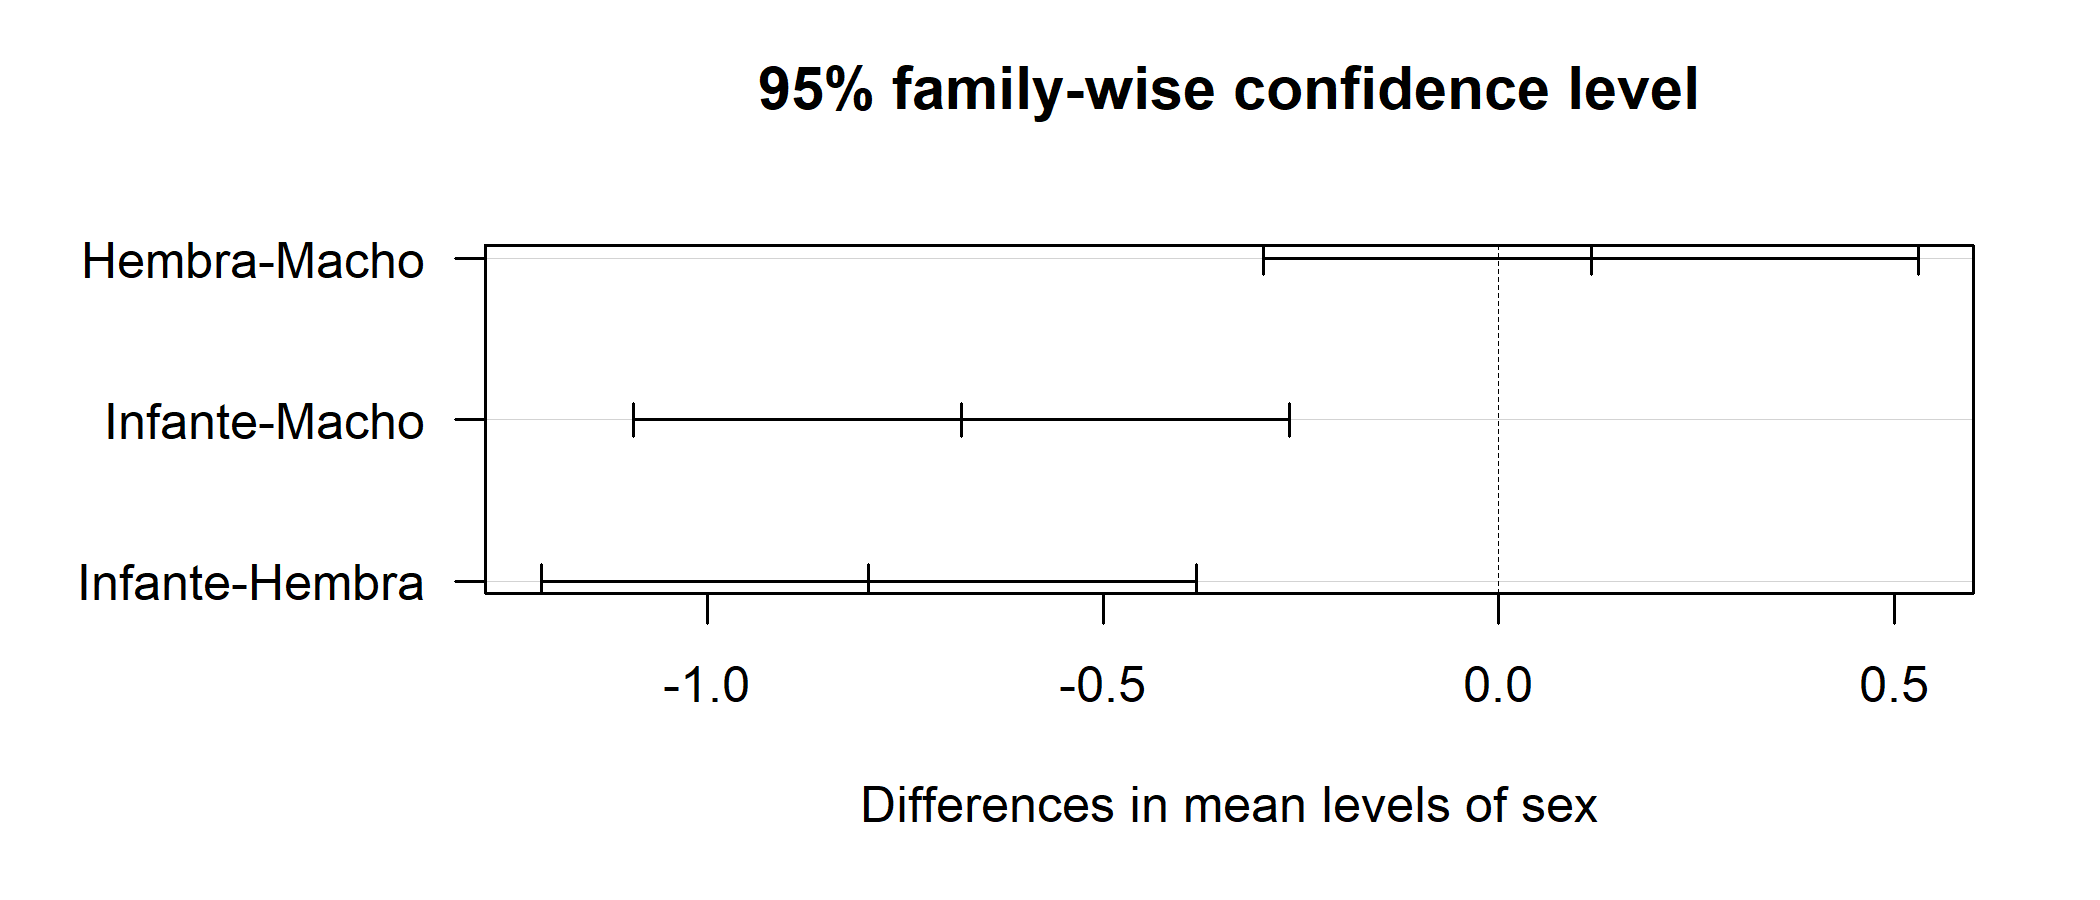 95% family-wise confidence level
Hembra-Macho
Infante-Macho
Infante-Hembra
-1.0 -0.5 0.0 0.5
Differences in mean levels of sex